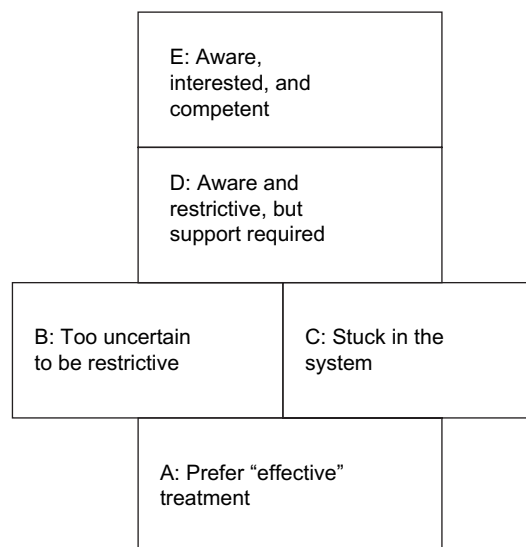 E: Aware,
interested, and
competent
D: Aware and
restrictive, but
support required
B: Too uncertain
to be restrictive
C: Stuck in the
system
A: Prefer “effective”
treatment